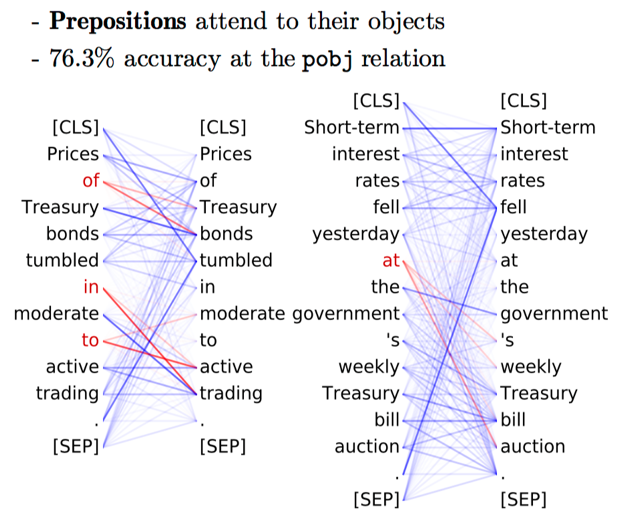 - Prepositions attend to their objects
- 76.3% accuracy at the pobj relation
[CLS] [CLS]
Prices Prices
of of
Treasury Treasury
bonds bonds
tumbled tumbled
in in
moderate moderate
to to
active active
trading trading
. .
[SEP] [SEP]
[CLS] [CLS]
Short-term Short-term
interest interest
rates rates
fell fell
yesterday yesterday
at at
the the
government government
's 's
weekly weekly
Treasury Treasury
bill bill
auction auction
. .
[SEP] [SEP]